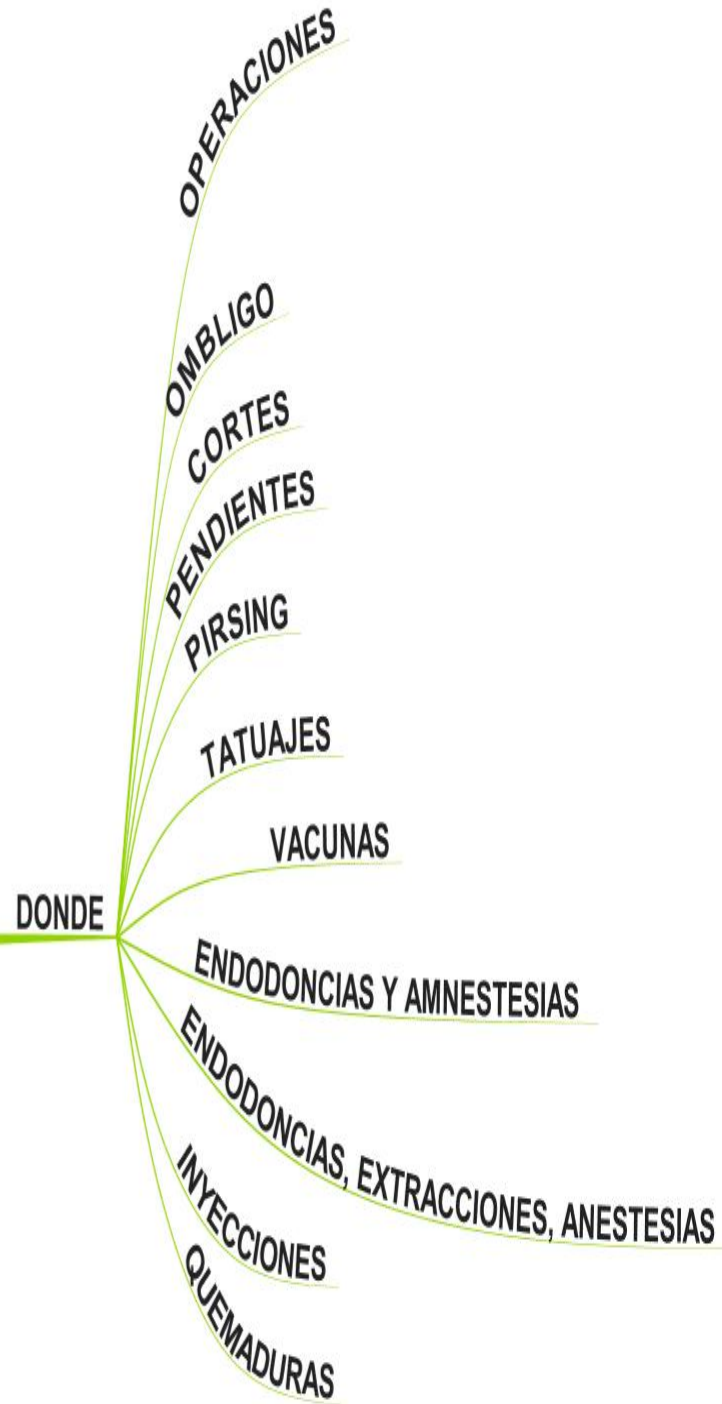 OPERACIONES
OMBLIGO
CORTES
PENDIENTES
PIRSING
TATUAJES
VACUNAS
DONDE
ENDODONCIAS Y AMNESTESIAS
ENDODONCIAS, EXTRACCIONES, ANESTESIAS
INYECCIONES
QUEMADURAS